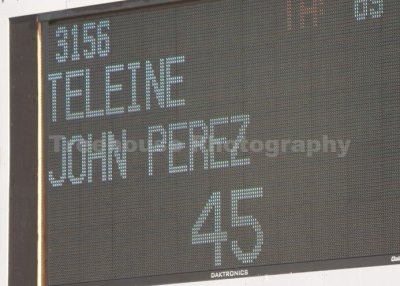 3156
TELEINE
JOHN PEREZ
45
DAKTRONICS